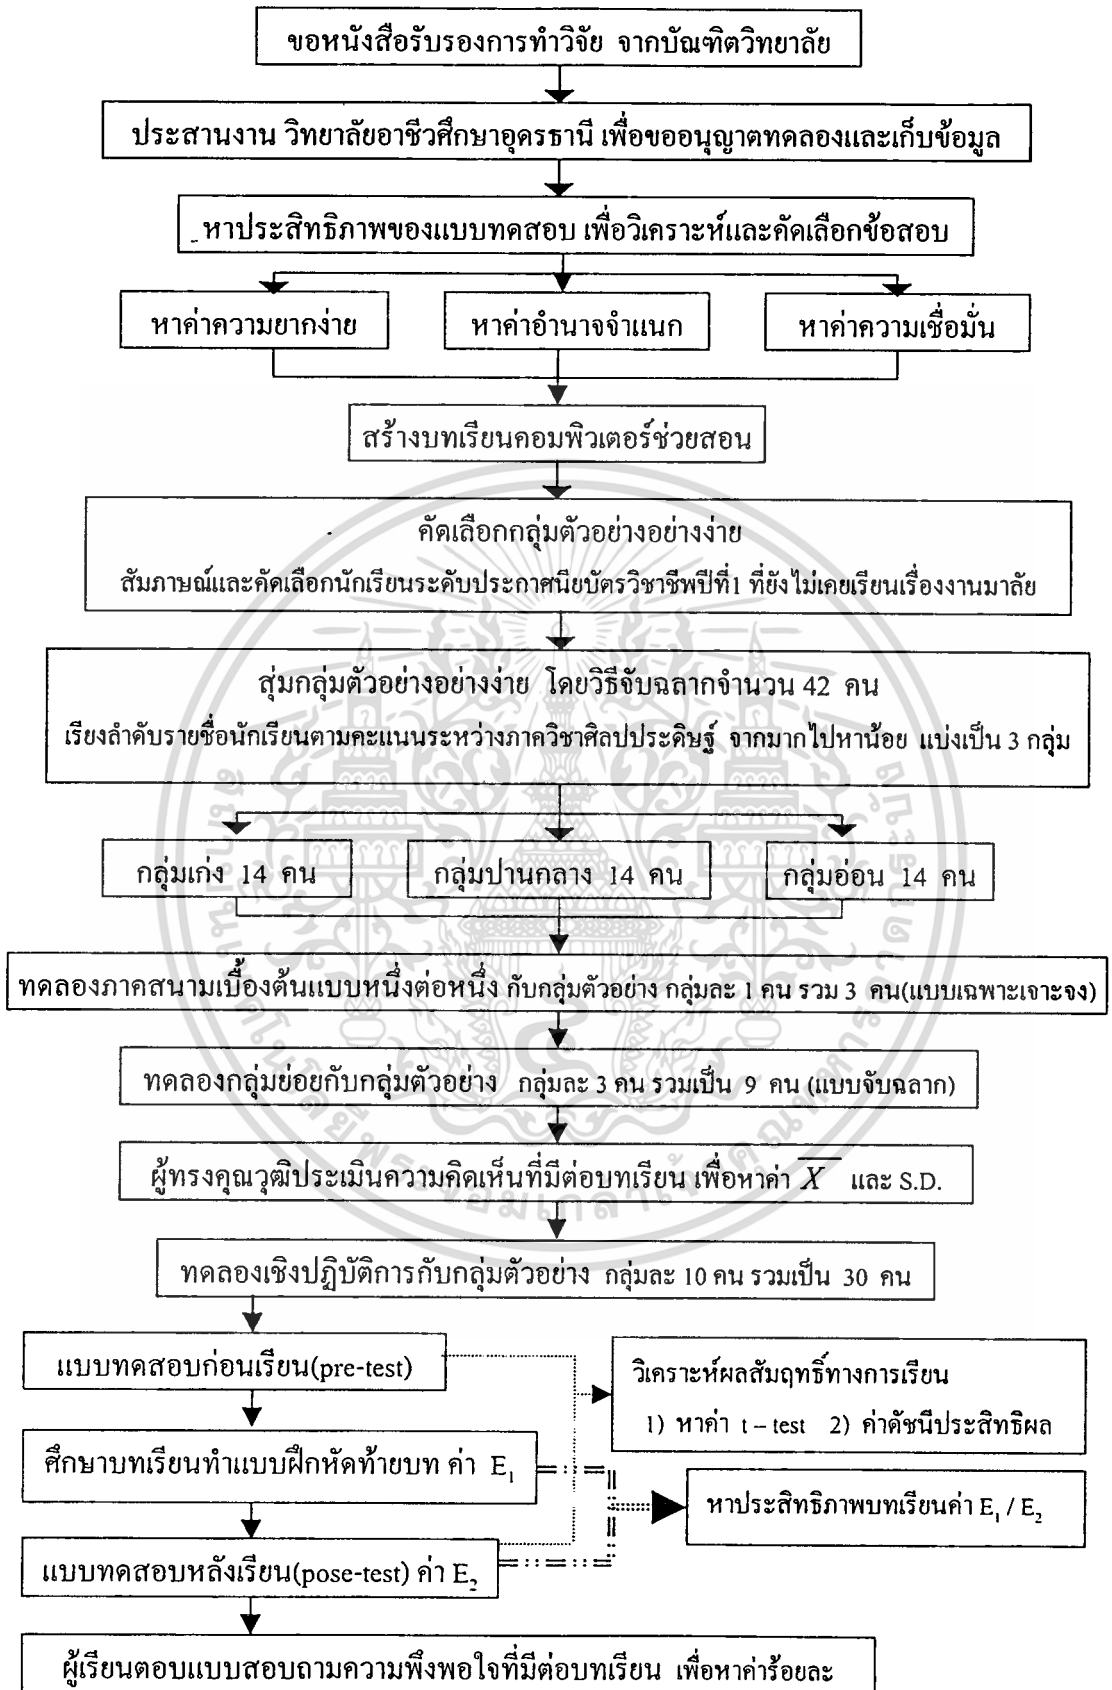 ขอหนังสือรับรองการทำวิจัย จากบัณฑิตวิทยาลัย
ประสานงาน วิทยาลัยอาชีวศึกษาอุดรธานี เพื่อขออนุญาตทดลองและเก็บข้อมูล
หาประสิทธิภาพของแบบทดสอบ เพื่อวิเคราะห์และคัดเลือกข้อสอบ
หาค่าความยากง่าย
หาค่าอำนาจจำแนก
หาค่าความเชื่อมั่น
สร้างบทเรียนคอมพิวเตอร์ช่วยสอน
คัดเลือกกลุ่มตัวอย่างอย่างง่าย
สัมภาษณ์และคัดเลือกนักเรียนระดับประกาศนียบัตรวิชาชีพปีที่1 ที่ยังไม่เคยเรียนเรื่องงานมาลัย
สุ่มกลุ่มตัวอย่างอย่างง่าย โดยวิธีจับฉลากจำนวน 42 คน
เรียงลำดับรายชื่อนักเรียนตามคะแนนระหว่างภาควิชาศิลปประดิษฐ์ จากมากไปหาน้อย แบ่งเป็น 3 กลุ่ม
กลุ่มเก่ง 14 คน
กลุ่มปานกลาง 14 คน
กลุ่มอ่อน 14 คน
ทดลองภาคสนามเบื้องต้นแบบหนึ่งต่อหนึ่ง กับกลุ่มตัวอย่าง กลุ่มละ 1 คน รวม 3 คน(แบบเฉพาะเจาะจง)
ทดลองกลุ่มย่อยกับกลุ่มตัวอย่าง กลุ่มละ 3 คน รวมเป็น 9 คน (แบบจับฉลาก)
ผู้ทรงคุณวุฒิประเมินความคิดเห็นที่มีต่อบทเรียน เพื่อหาค่า X̄ และ S.D.
ทดลองเชิงปฏิบัติการกับกลุ่มตัวอย่าง กลุ่มละ 10 คน รวมเป็น 30 คน
แบบทดสอบก่อนเรียน(pre-test)
วิเคราะห์ผลสัมฤทธิ์ทางการเรียน
1) หาค่า t – test 2) ค่าดัชนีประสิทธิผล
ศึกษาบทเรียนทำแบบฝึกหัดท้ายบท ค่า E₁
หาประสิทธิภาพบทเรียนค่า E₁ / E₂
แบบทดสอบหลังเรียน(pose-test) ค่า E₂
ผู้เรียนตอบแบบสอบถามความพึงพอใจที่มีต่อบทเรียน เพื่อหาค่าร้อยละ